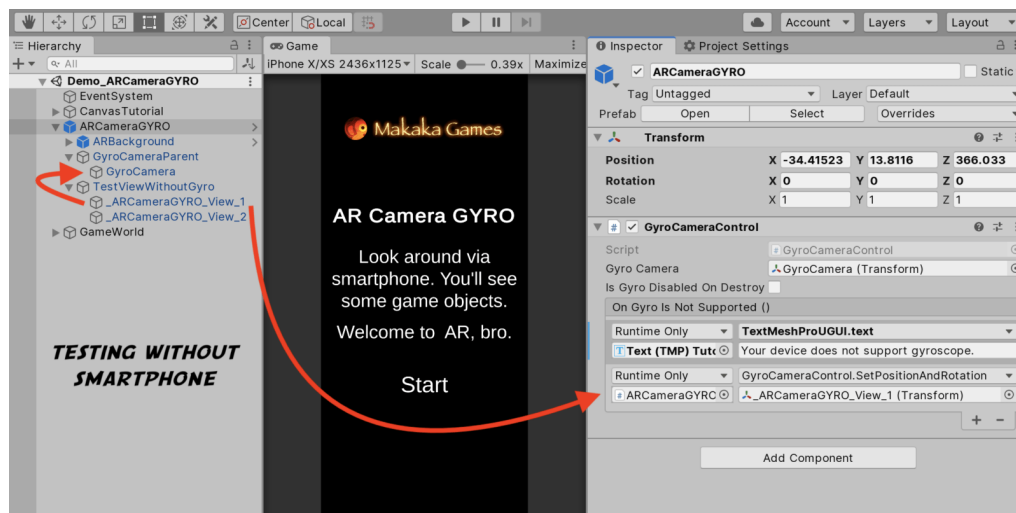 Center
Local
Account
Layers
Layout
Hierarchy
All
Demo_ARCameraGYRO
EventSystem
CanvasTutorial
ARCameraGYRO
ARBackground
GyroCameraParent
GyroCamera
TestViewWithoutGyro
_ARCameraGYRO_View_1
_ARCameraGYRO_View_2
GameWorld
TESTING WITHOUT
SMARTPHONE
Game
iPhone X/XS 2436x1125 Scale 0.39x Maximize
Makaka Games
AR Camera GYRO
Look around via
smartphone. You'll see
some game objects.
Welcome to AR, bro.
Start
Inspector Project Settings
ARCameraGYRO Static
Tag Untagged Layer Default
Prefab Open Select Overrides
Transform
Position X -34.41523 Y 13.8116 Z 366.033
Rotation X 0 Y 0 Z 0
Scale X 1 Y 1 Z 1
# GyroCameraControl
Script # GyroCameraControl
Gyro Camera GyroCamera (Transform)
Is Gyro Disabled On Destroy
On Gyro Is Not Supported ()
Runtime Only TextMeshProUGUI.text
Text (TMP) Tuto Your device does not support gyroscope.
Runtime Only GyroCameraControl.SetPositionAndRotation
# ARCameraGYRO _ARCameraGYRO_View_1 (Transform)
+ -
Add Component